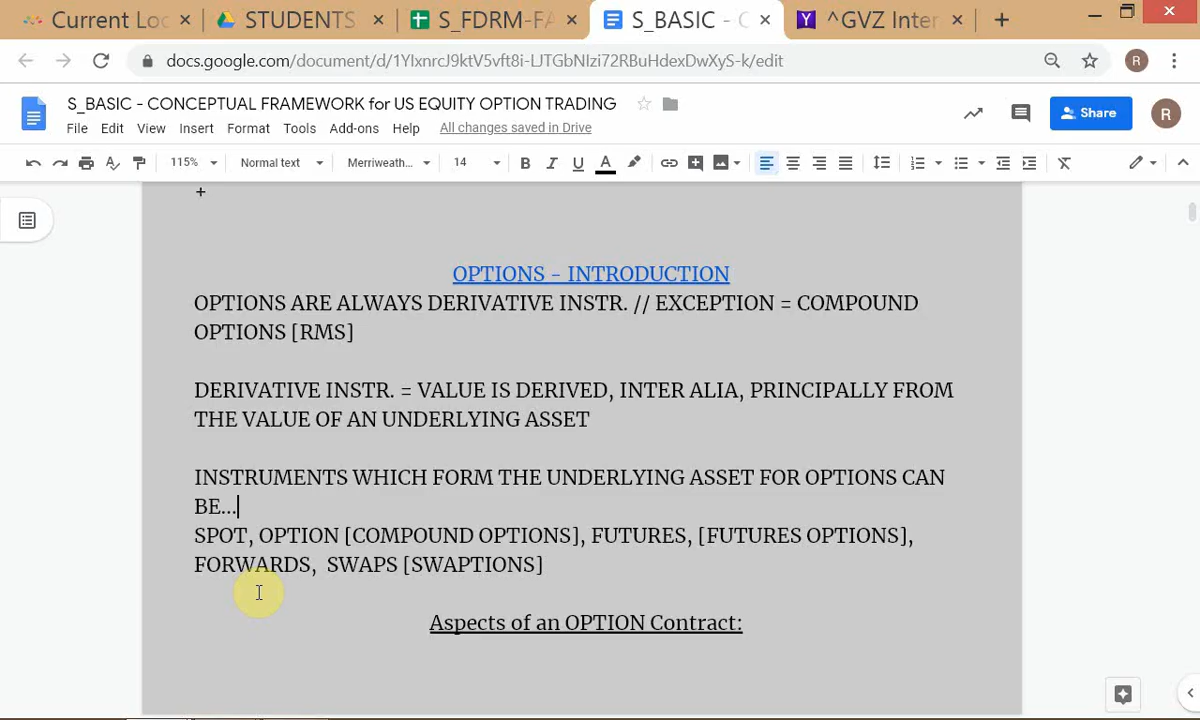 Current Loc
STUDENTS
S_FDRM-FA
S_BASIC - C
^GVZ Inter
docs.google.com/document/d/1YIxnrcJ9ktV5vft8i-LJTGbNIzi72RBuHdexDwXyS-k/edit
R
S_BASIC - CONCEPTUAL FRAMEWORK for US EQUITY OPTION TRADING
File Edit View Insert Format Tools Add-ons Help All changes saved in Drive
Share
R
115% Normal text Merriweath... 14 B I U A
+
OPTIONS - INTRODUCTION
OPTIONS ARE ALWAYS DERIVATIVE INSTR. // EXCEPTION = COMPOUND
OPTIONS [RMS]
DERIVATIVE INSTR. = VALUE IS DERIVED, INTER ALIA, PRINCIPALLY FROM
THE VALUE OF AN UNDERLYING ASSET
INSTRUMENTS WHICH FORM THE UNDERLYING ASSET FOR OPTIONS CAN
BE...
SPOT, OPTION [COMPOUND OPTIONS], FUTURES, [FUTURES OPTIONS],
FORWARDS,  SWAPS [SWAPTIONS]
Aspects of an OPTION Contract: